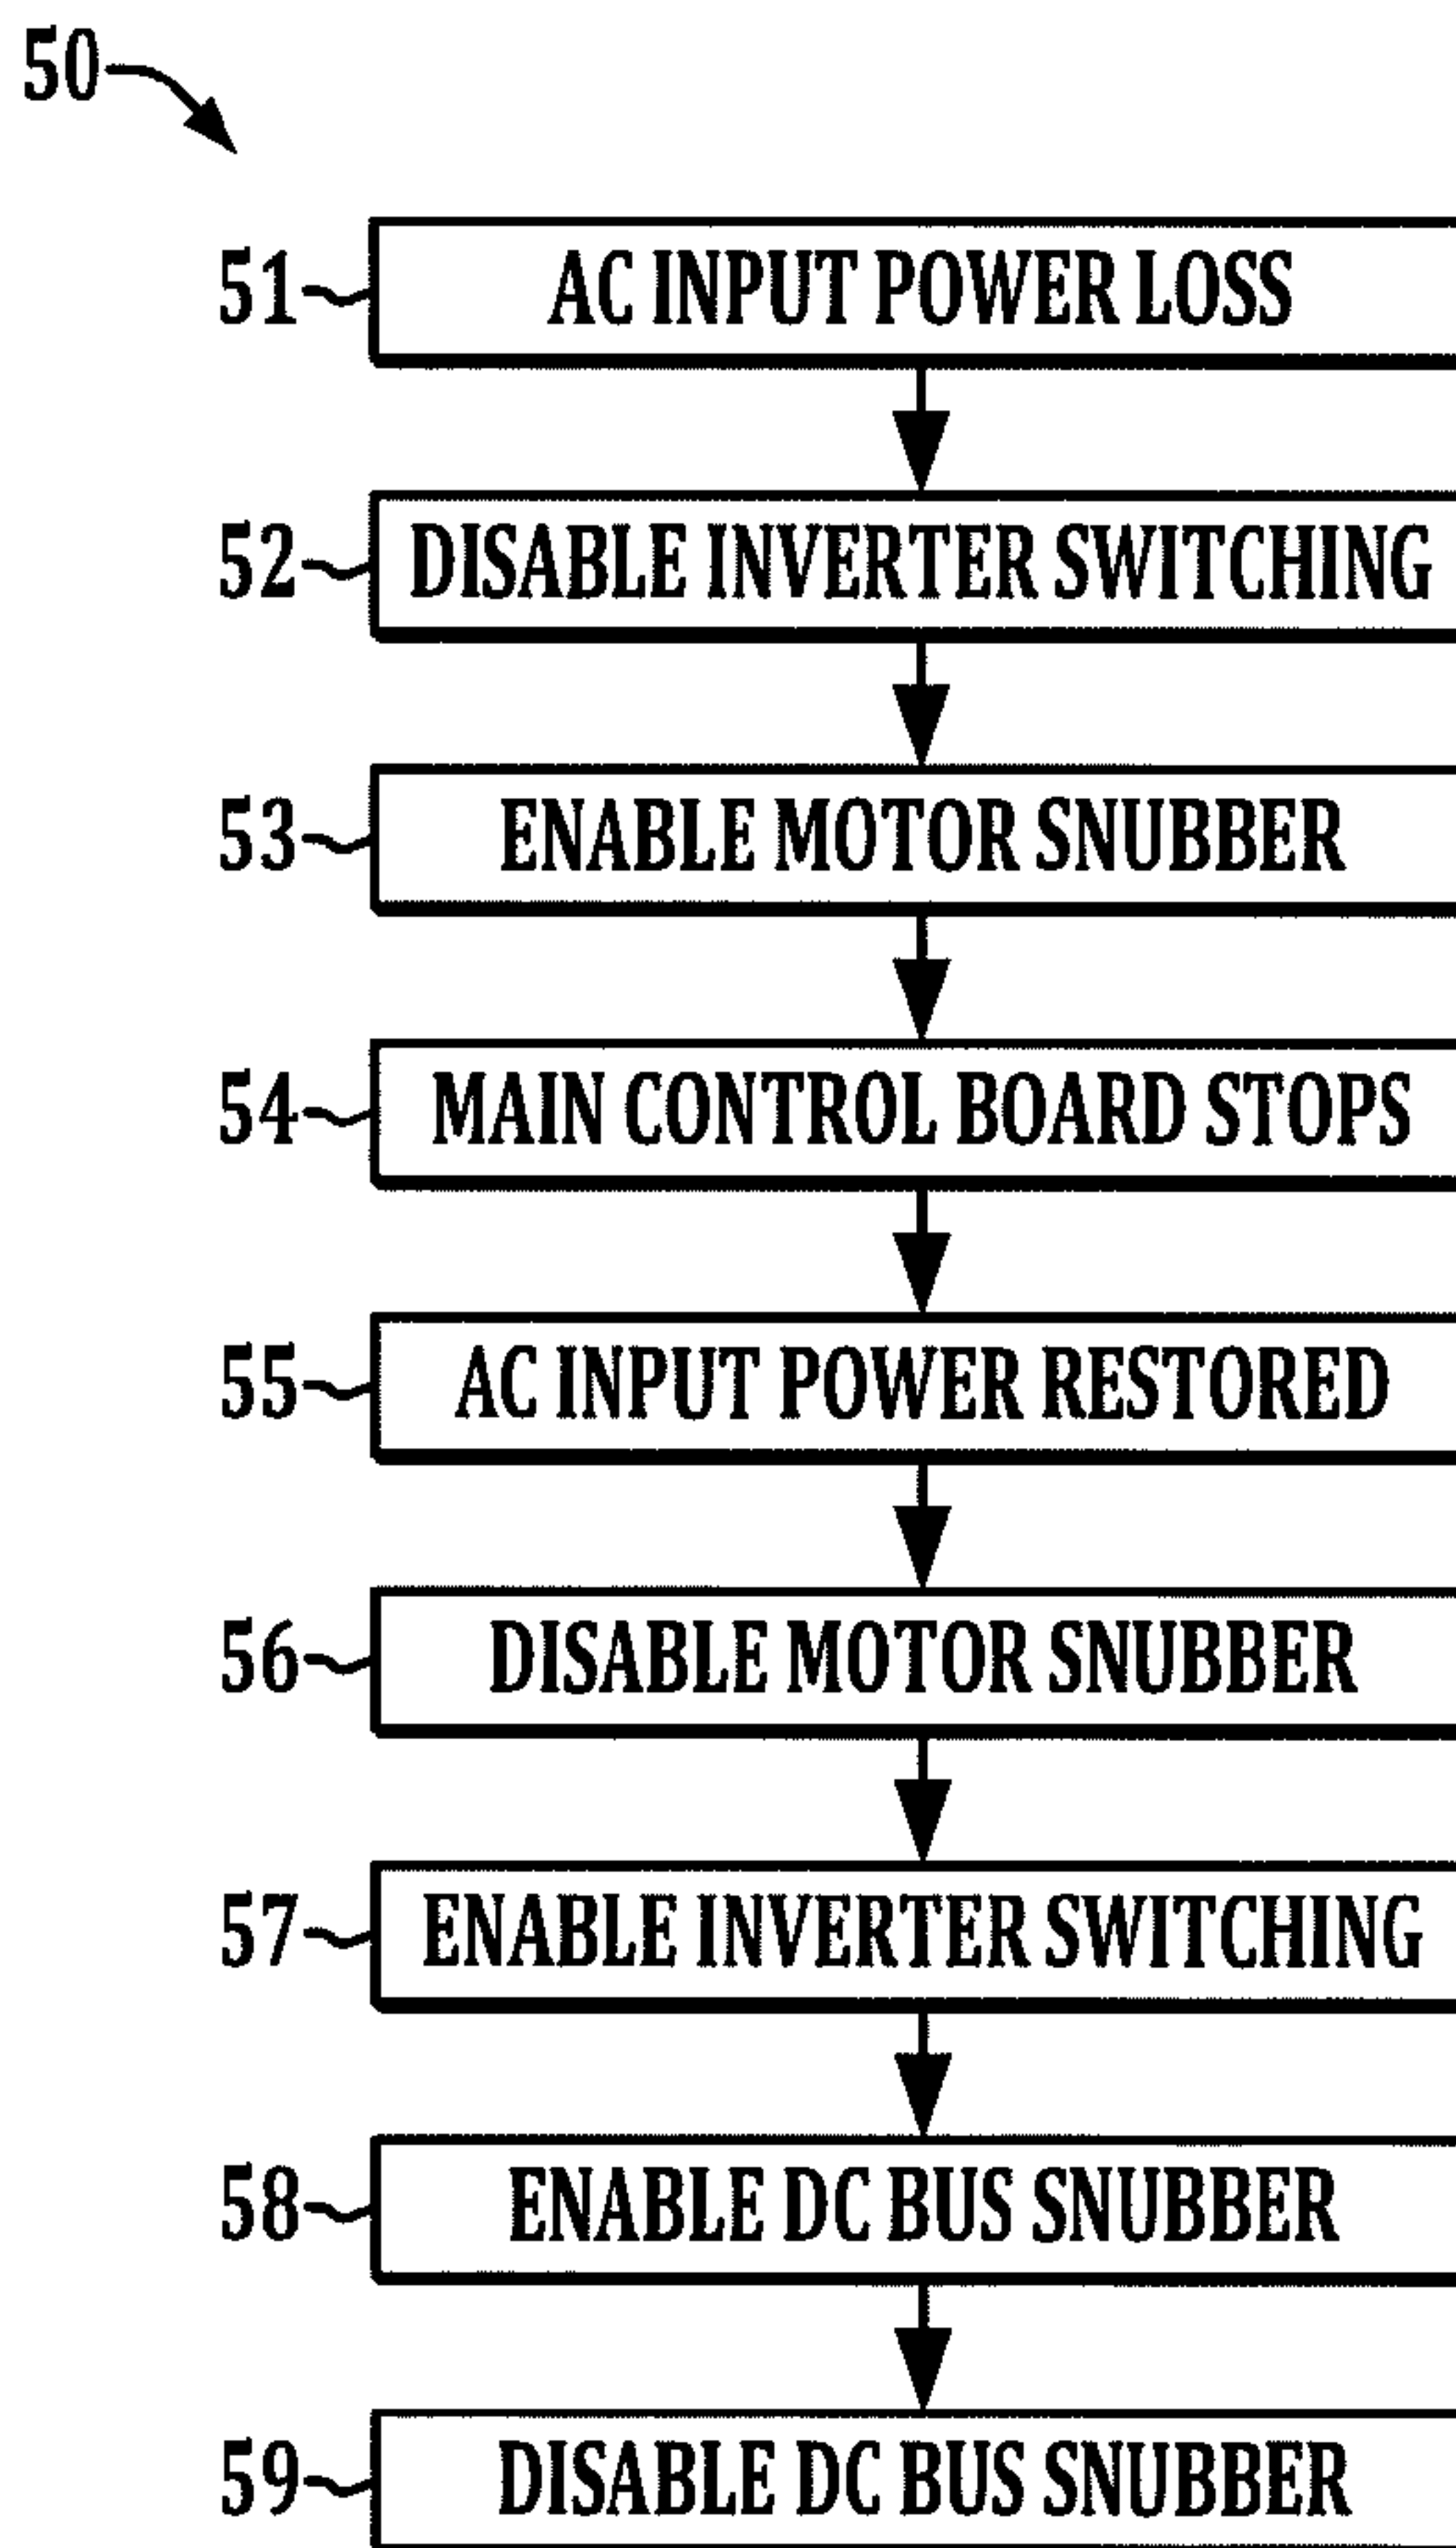 50
51 AC INPUT POWER LOSS
52 DISABLE INVERTER SWITCHING
53 ENABLE MOTOR SNUBBER
54 MAIN CONTROL BOARD STOPS
55 AC INPUT POWER RESTORED
56 DISABLE MOTOR SNUBBER
57 ENABLE INVERTER SWITCHING
58 ENABLE DC BUS SNUBBER
59 DISABLE DC BUS SNUBBER